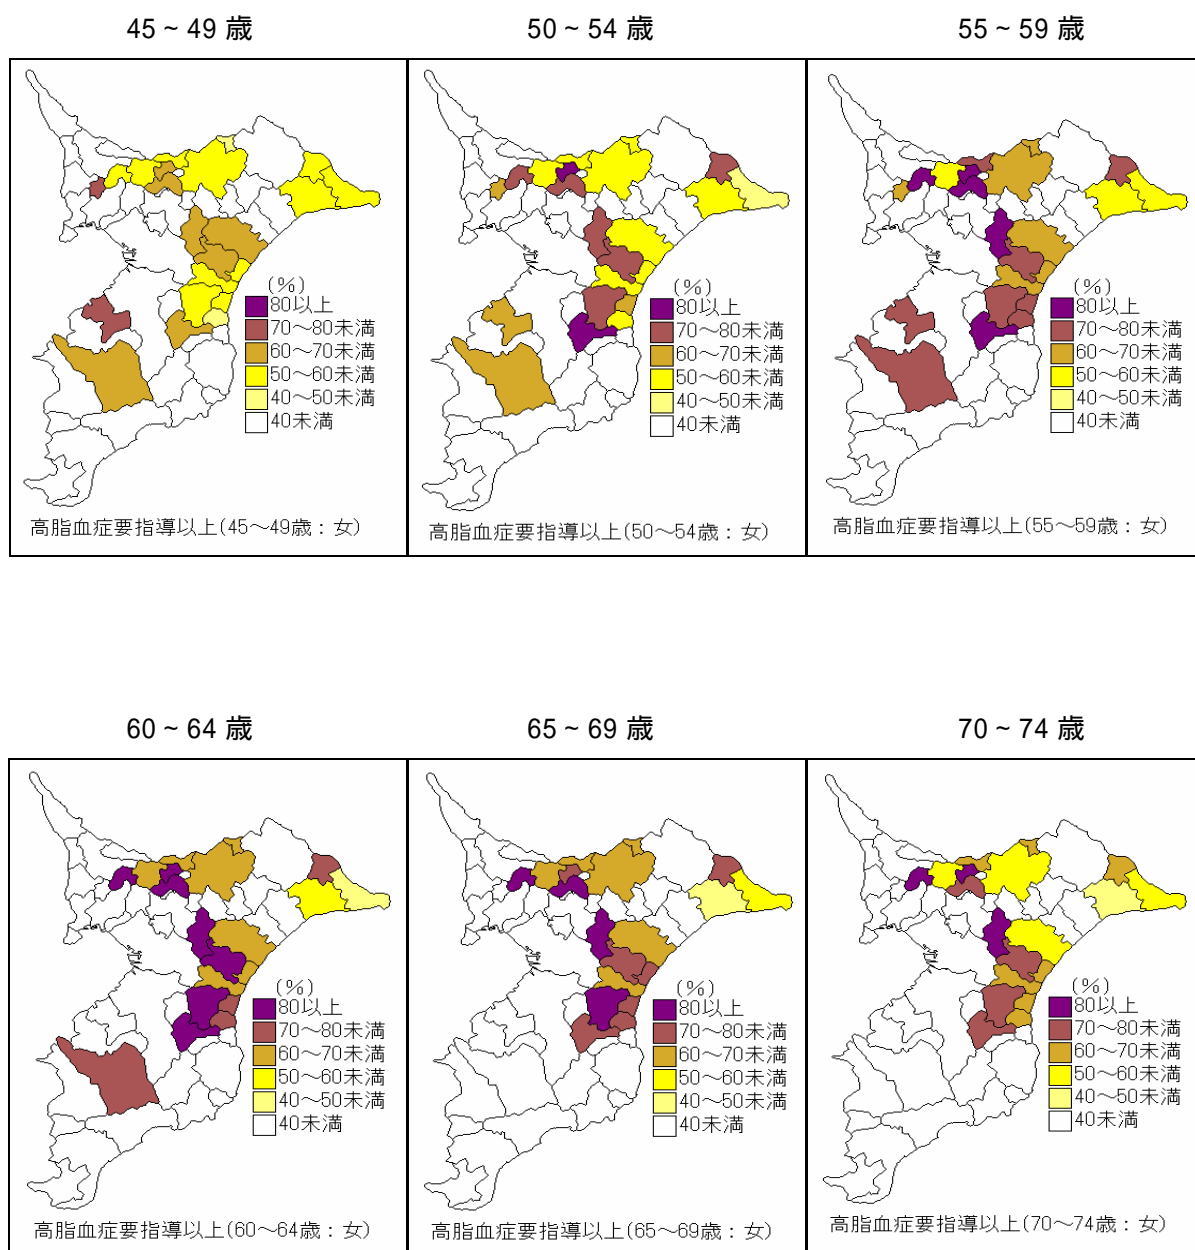 45～49 歳
50～54 歳
55～59 歳
(%)
80以上
70～80未満
60～70未満
50～60未満
40～50未満
40未満
高脂血症要指導以上(45～49歳：女)
(%)
80以上
70～80未満
60～70未満
50～60未満
40～50未満
40未満
高脂血症要指導以上(50～54歳：女)
(%)
80以上
70～80未満
60～70未満
50～60未満
40～50未満
40未満
高脂血症要指導以上(55～59歳：女)
60～64 歳
65～69 歳
70～74 歳
(%)
80以上
70～80未満
60～70未満
50～60未満
40～50未満
40未満
高脂血症要指導以上(60～64歳：女)
(%)
80以上
70～80未満
60～70未満
50～60未満
40～50未満
40未満
高脂血症要指導以上(65～69歳：女)
(%)
80以上
70～80未満
60～70未満
50～60未満
40～50未満
40未満
高脂血症要指導以上(70～74歳：女)